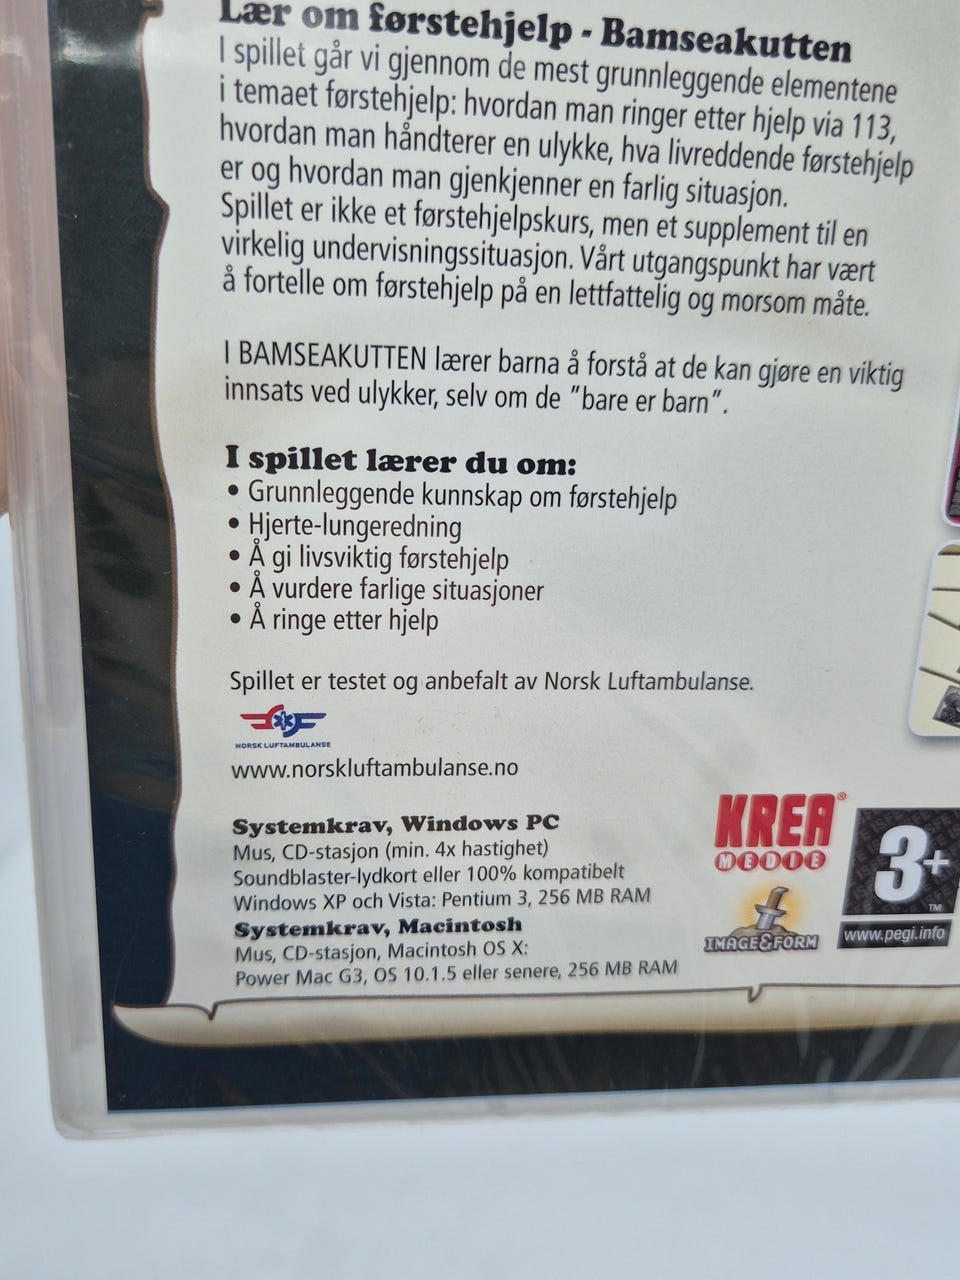 Lær om førstehjelp - Bamseakutten
I spillet går vi gjennom de mest grunnleggende elementene
i temaet førstehjelp: hvordan man ringer etter hjelp via 113,
hvordan man håndterer en ulykke, hva livreddende førstehjelp
er og hvordan man gjenkjenner en farlig situasjon.
Spillet er ikke et førstehjelpskurs, men et supplement til en
virkelig undervisningssituasjon. Vårt utgangspunkt har vært
å fortelle om førstehjelp på en lettfattelig og morsom måte.
I BAMSEAKUTTEN lærer barna å forstå at de kan gjøre en viktig
innsats ved ulykker, selv om de ”bare er barn”.
I spillet lærer du om:
• Grunnleggende kunnskap om førstehjelp
• Hjerte-lungeredning
• Å gi livsviktig førstehjelp
• Å vurdere farlige situasjoner
• Å ringe etter hjelp
Spillet er testet og anbefalt av Norsk Luftambulanse.
NORSK LUFTAMBULANSE
www.norskluftambulanse.no
Systemkrav, Windows PC
Mus, CD-stasjon (min. 4x hastighet)
Soundblaster-lydkort eller 100% kompatibelt
Windows XP och Vista: Pentium 3, 256 MB RAM
Systemkrav, Macintosh
Mus, CD-stasjon, Macintosh OS X:
Power Mac G3, OS 10.1.5 eller senere, 256 MB RAM
KREA®
MEDIE
IMAGE&FORM
3+
TM
www.pegi.info